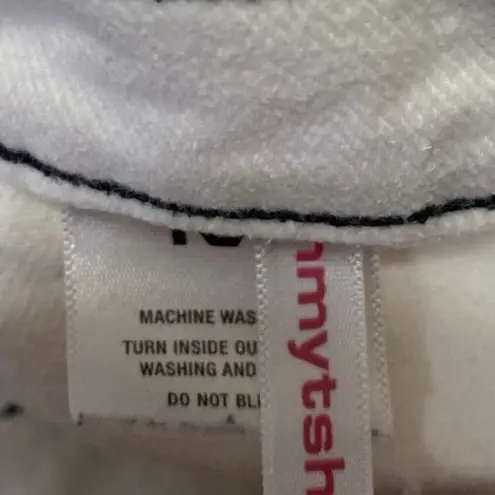 MACHINE WAS
TURN INSIDE OU
WASHING AND
DO NOT BL
mytsh